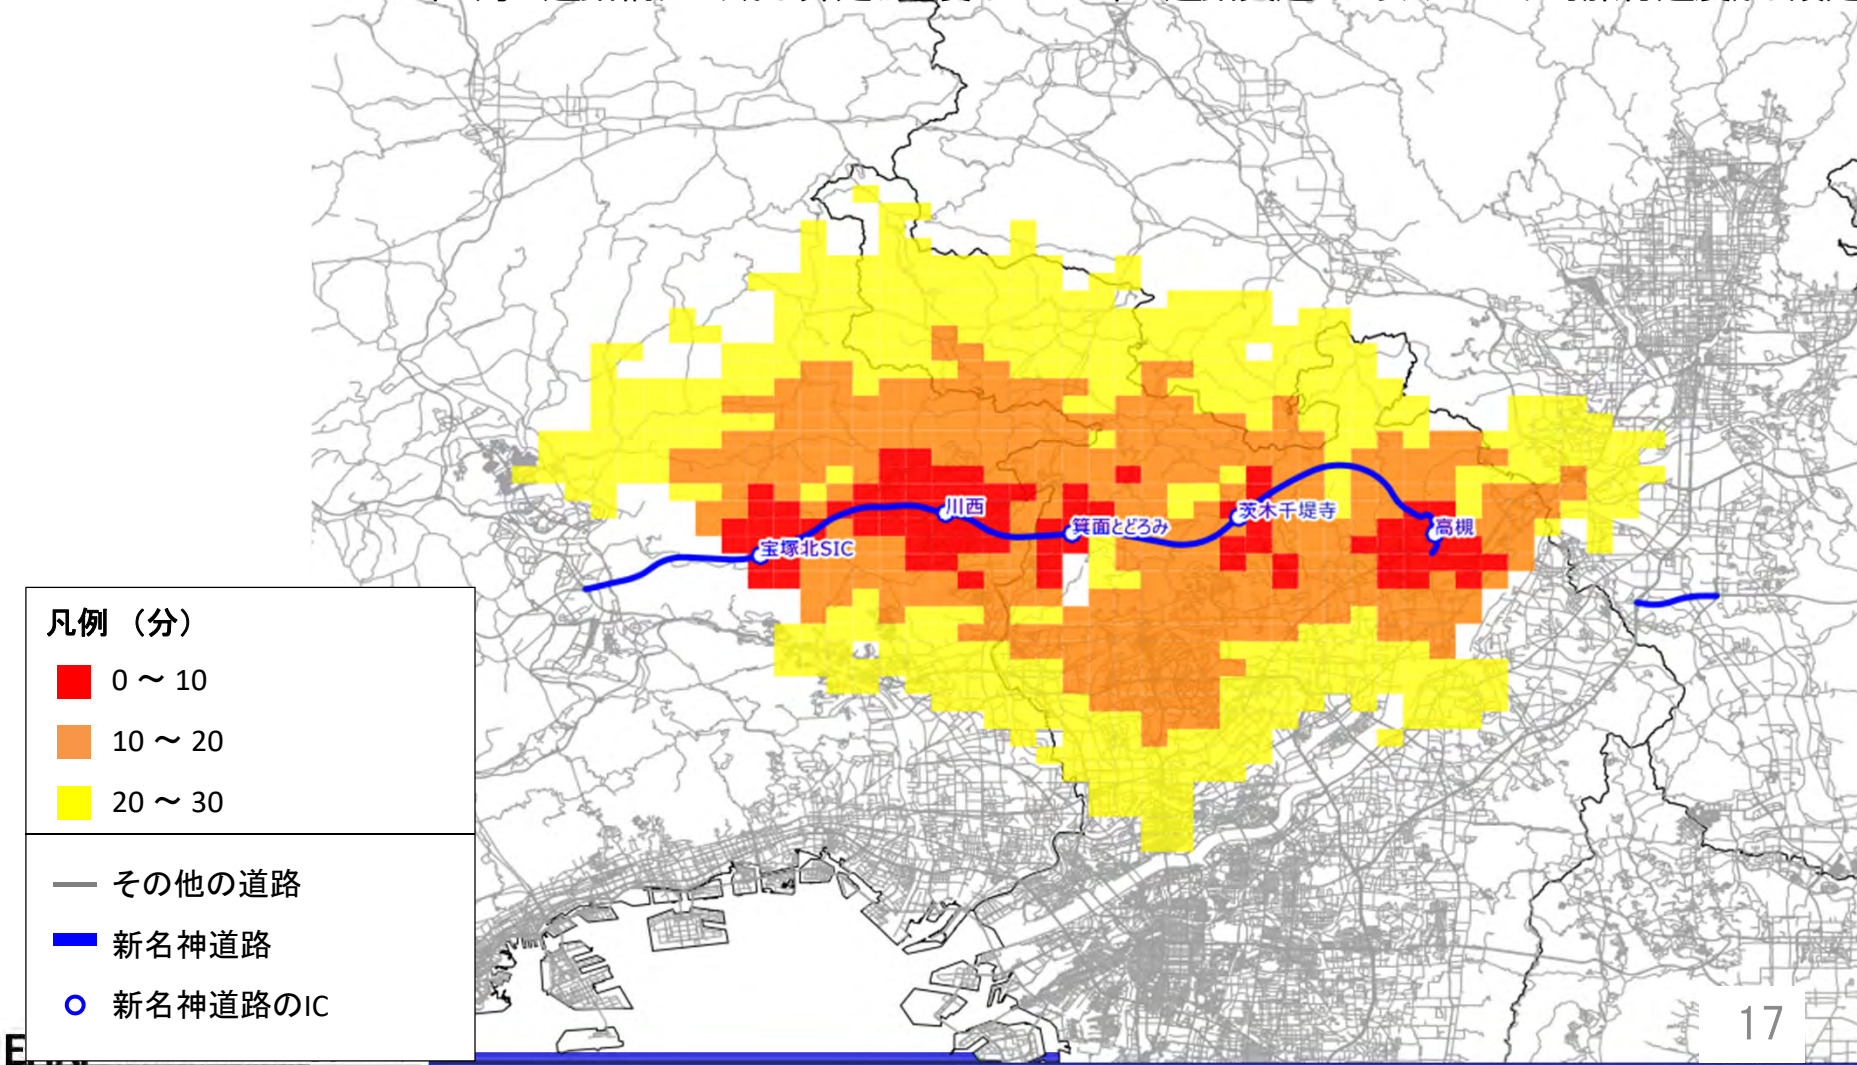 川西
箕面とどろみ
茨木千堤寺
高槻
宝塚北SIC
凡例 （分）
0 ～ 10
10 ～ 20
20 ～ 30
その他の道路
新名神道路
新名神道路のIC
17